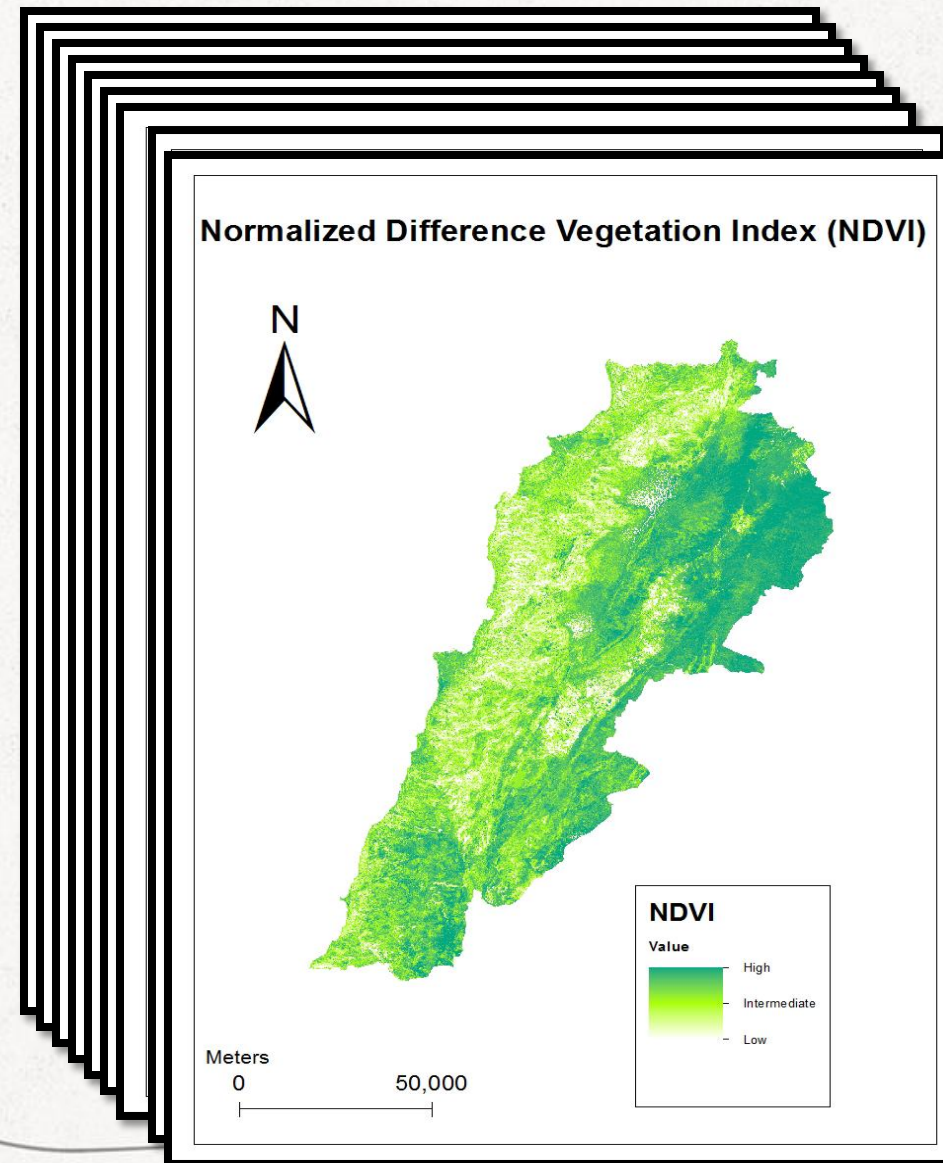 Normalized Difference Vegetation Index (NDVI)
N
NDVI
Value
High
Intermediate
Low
Meters
0 50,000